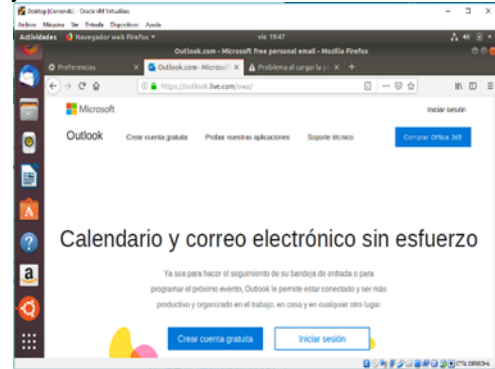 Desktop [Corriendo] - Oracle VM VirtualBox
Archivo Máquina Ver Entrada Dispositivos Ayuda
Actividades Navegador web Firefox vie 19:47
Outlook.com - Microsoft free personal email - Mozilla Firefox
Preferencias Outlook.com - Microsoft Problema al cargar la p
https://outlook.live.com/owa/
Microsoft Iniciar sesión
Outlook Crear cuenta gratuita Probar nuestras aplicaciones Soporte técnico Comprar Office 365
Calendario y correo electrónico sin esfuerzo
Ya sea para hacer el seguimiento de su bandeja de entrada o para
programar el próximo evento, Outlook le permite estar conectado y ser más
productivo y organizado en el trabajo, en casa y en cualquier otro lugar.
Crear cuenta gratuita Iniciar sesión
CTRL DERECHA